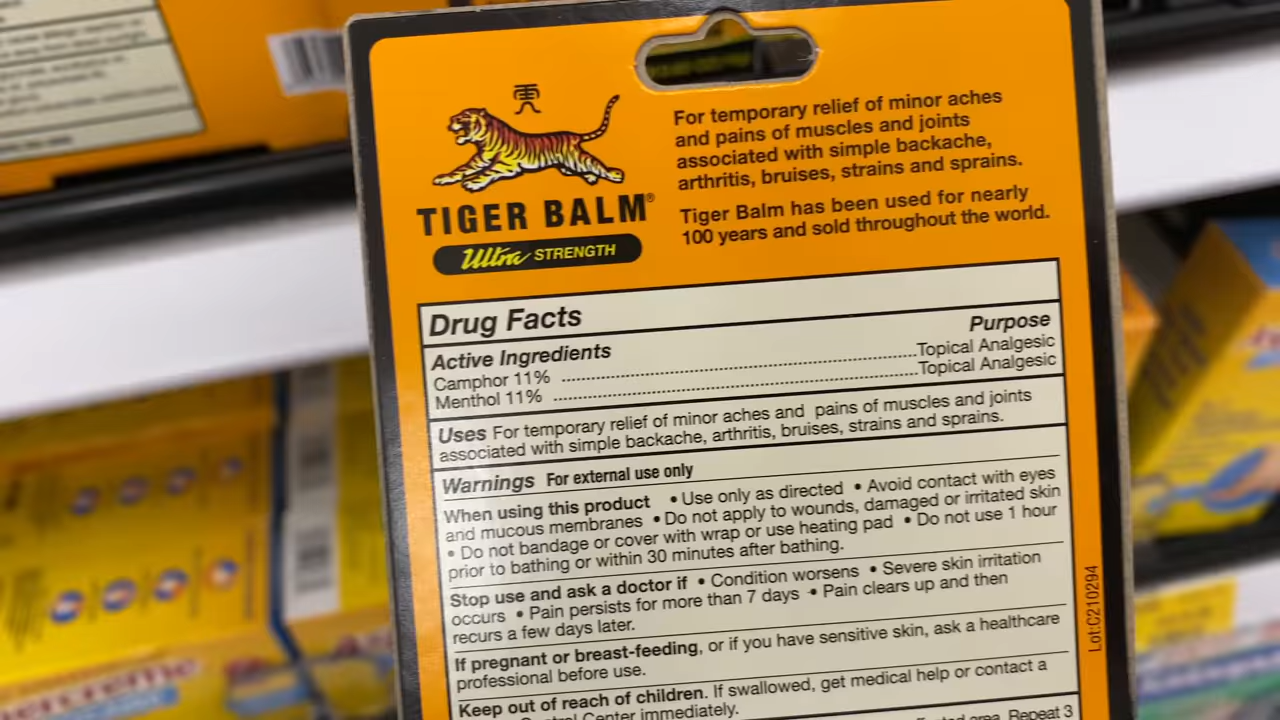 For temporary relief of minor aches
and pains of muscles and joints
associated with simple backache,
arthritis, bruises, strains and sprains.
Tiger Balm has been used for nearly
100 years and sold throughout the world.
TIGER BALM®
Ultra STRENGTH
Drug Facts
Active Ingredients Purpose
Camphor 11% ........ Topical Analgesic
Menthol 11% ........ Topical Analgesic
Uses For temporary relief of minor aches and pains of muscles and joints
associated with simple backache, arthritis, bruises, strains and sprains.
Warnings For external use only
When using this product • Use only as directed • Avoid contact with eyes
and mucous membranes • Do not apply to wounds, damaged or irritated skin
• Do not bandage or cover with wrap or use heating pad • Do not use 1 hour
prior to bathing or within 30 minutes after bathing.
Stop use and ask a doctor if • Condition worsens • Severe skin irritation
occurs • Pain persists for more than 7 days • Pain clears up and then
recurs a few days later.
If pregnant or breast-feeding, or if you have sensitive skin, ask a healthcare
professional before use.
Keep out of reach of children. If swallowed, get medical help or contact a
Control Center immediately.
area. Repeat 3
Lot:C210294